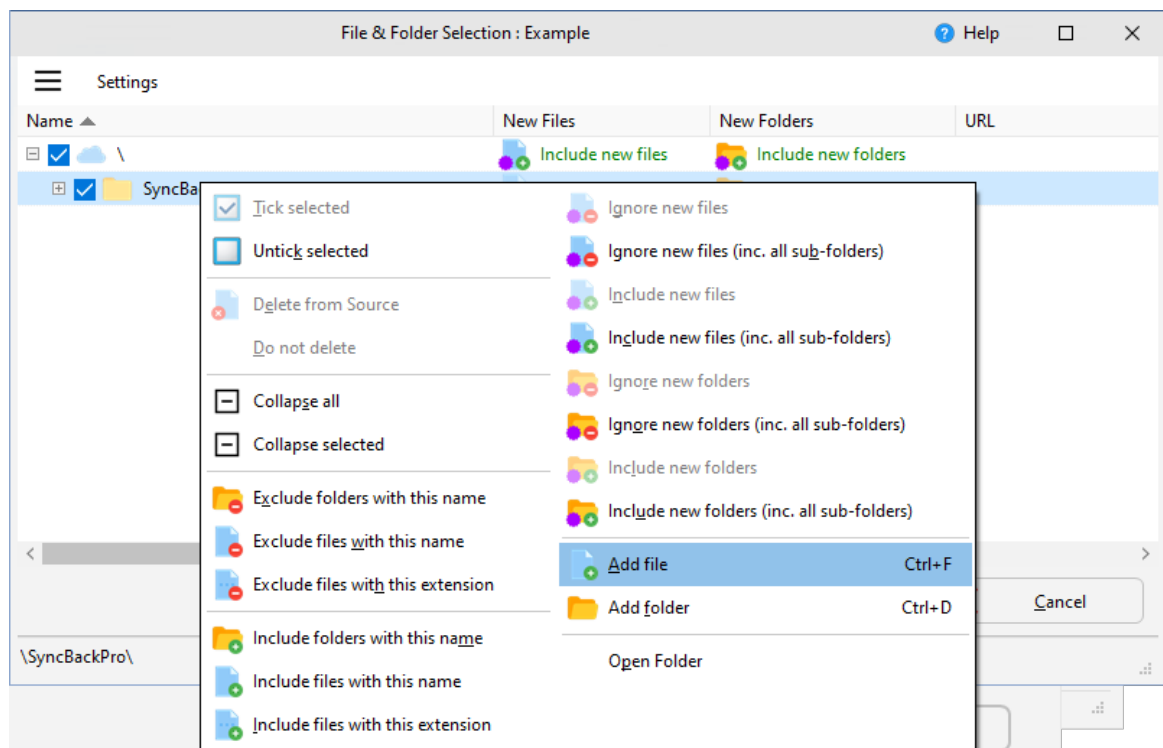 File & Folder Selection : Example
Help
Settings
Name New Files New Folders URL
\ Include new files Include new folders
SyncBa
Tick selected
Untick selected
Delete from Source
Do not delete
Collapse all
Collapse selected
Exclude folders with this name
Exclude files with this name
Exclude files with this extension
Include folders with this name
Include files with this name
Include files with this extension
Ignore new files
Ignore new files (inc. all sub-folders)
Include new files
Include new files (inc. all sub-folders)
Ignore new folders
Ignore new folders (inc. all sub-folders)
Include new folders
Include new folders (inc. all sub-folders)
Add file Ctrl+F
Add folder Ctrl+D
Open Folder
Cancel
\SyncBackPro\